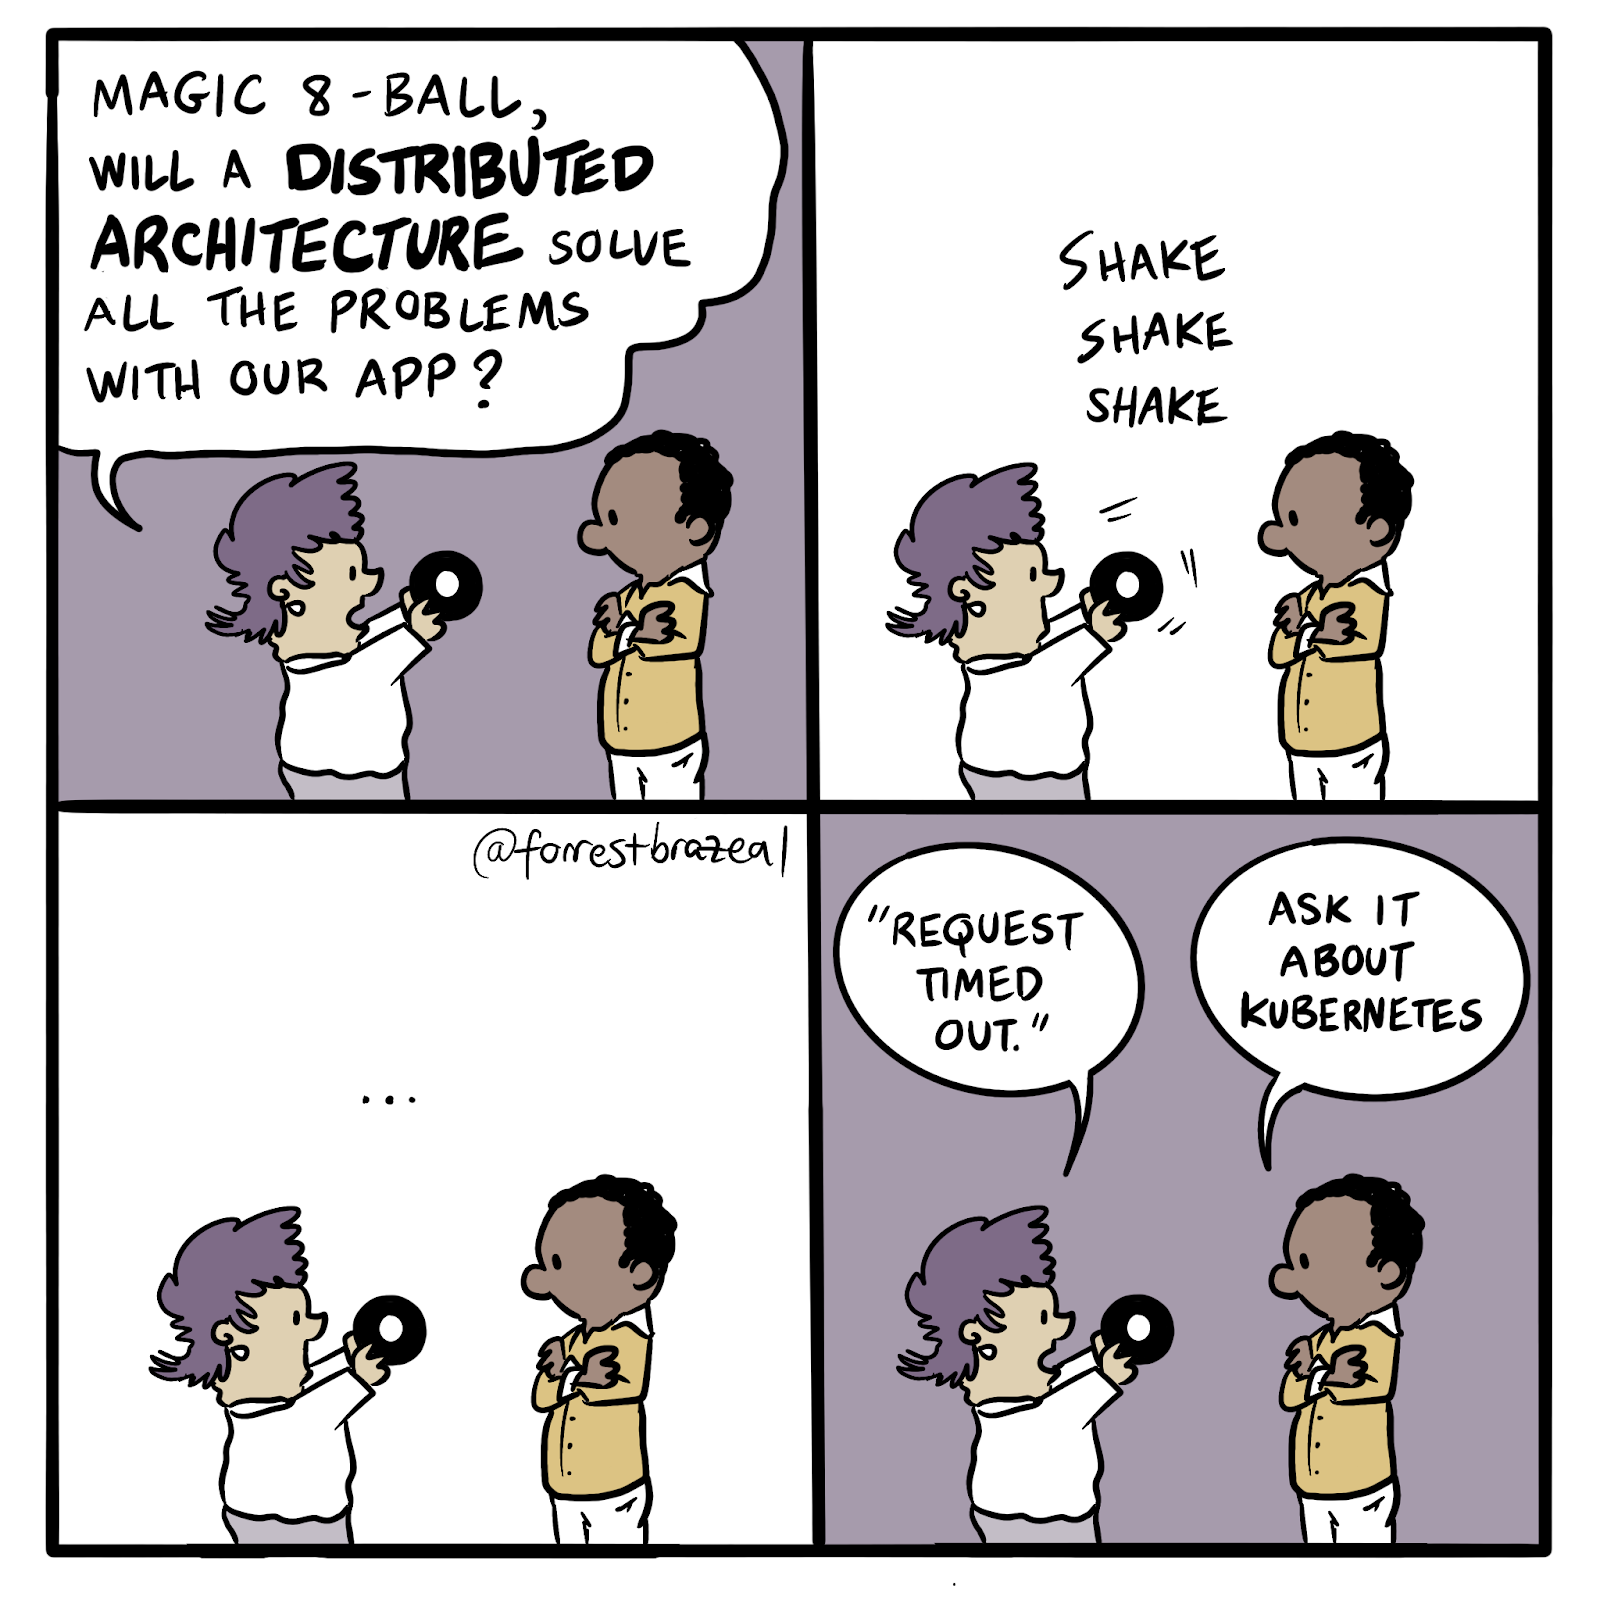 MAGIC 8-BALL,
WILL A DISTRIBUTED
ARCHITECTURE SOLVE
ALL THE PROBLEMS
WITH OUR APP?
SHAKE
SHAKE
SHAKE
@forrestbrazeal
...
"REQUEST
TIMED
OUT."
ASK IT
ABOUT
KUBERNETES